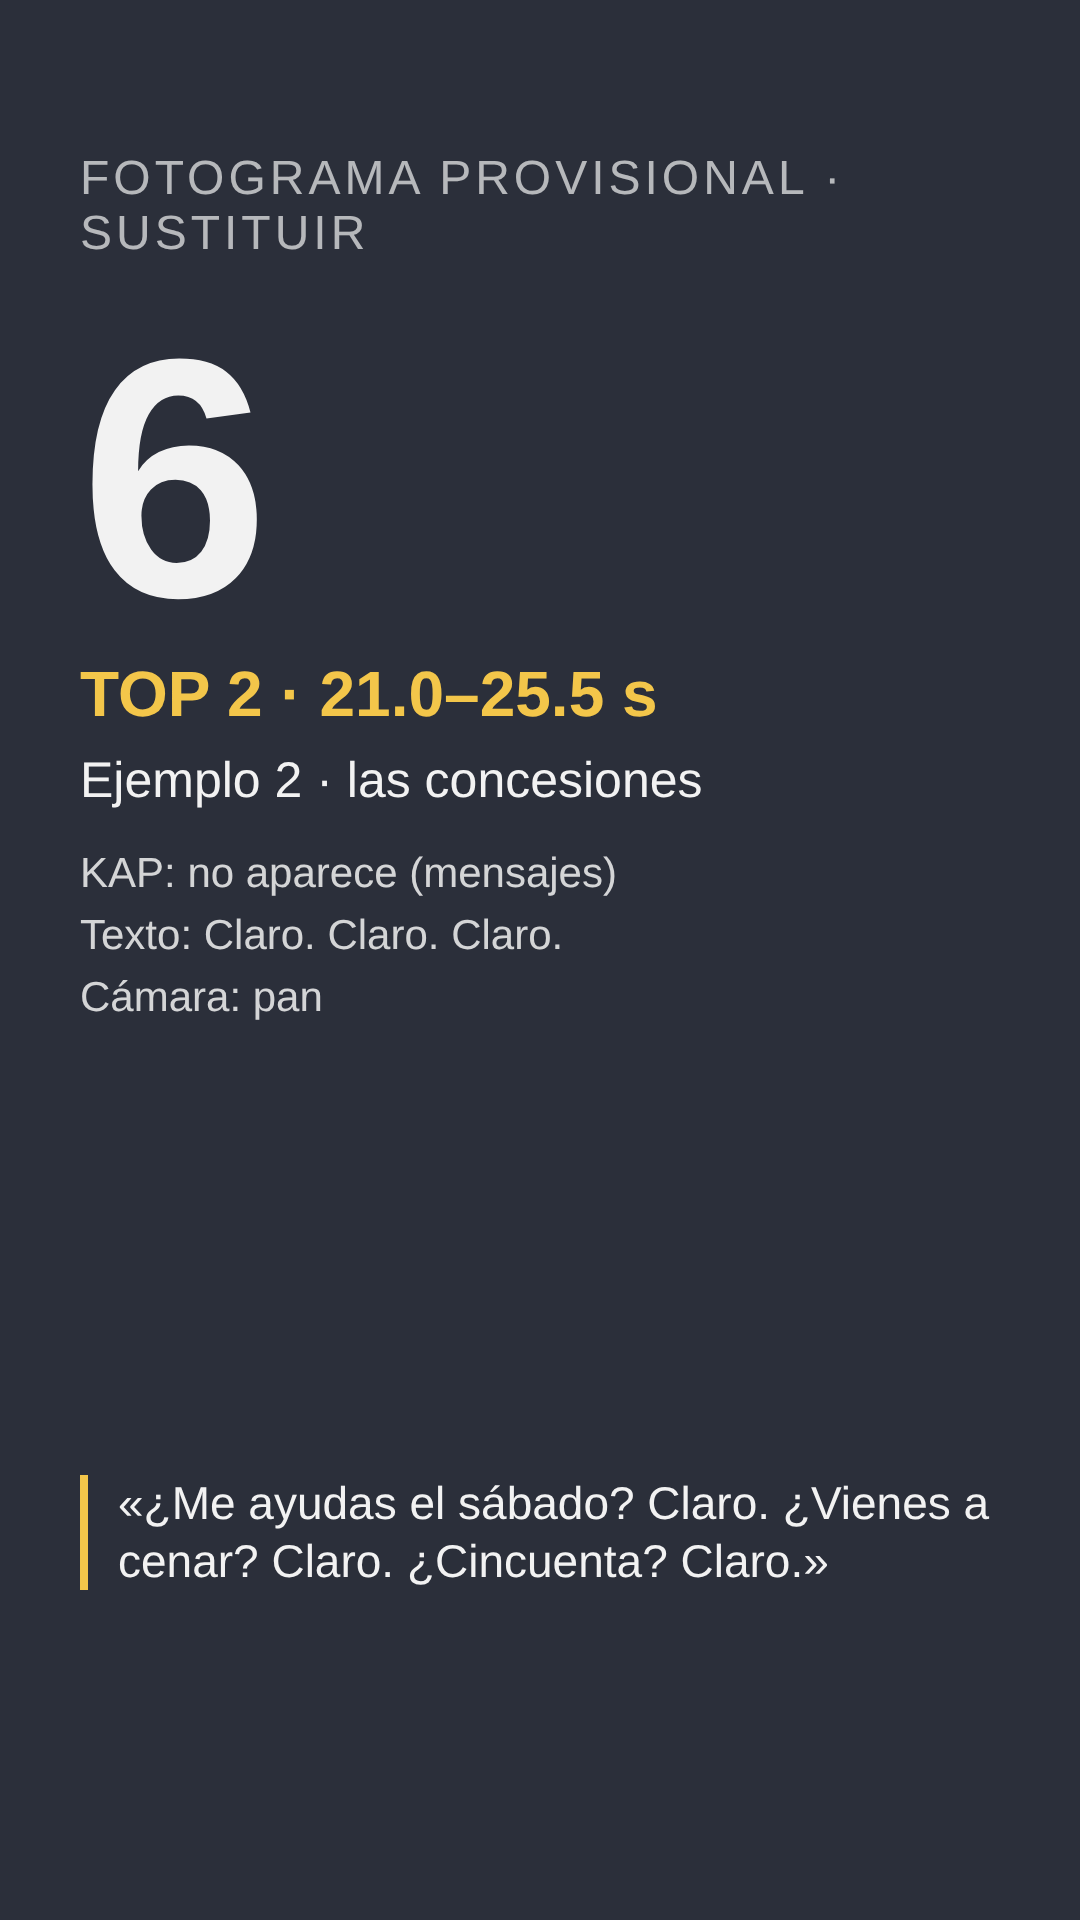 FOTOGRAMA PROVISIONAL ·
SUSTITUIR
6
TOP 2 · 21.0–25.5 s
Ejemplo 2 · las concesiones
KAP: no aparece (mensajes)
Texto: Claro. Claro. Claro.
Cámara: pan
«¿Me ayudas el sábado? Claro. ¿Vienes a
cenar? Claro. ¿Cincuenta? Claro.»